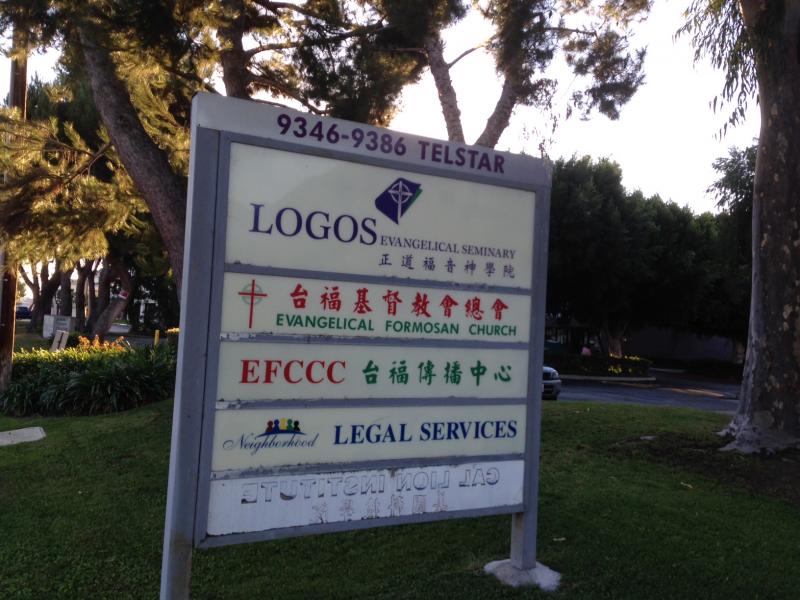 9346-9386 TELSTAR
LOGOS EVANGELICAL SEMINARY
正道福音神學院
台福基督教會總會
EVANGELICAL FORMOSAN CHURCH
EFCCC 台福傳播中心
Neighborhood LEGAL SERVICES
CAL LION INSTITUTE